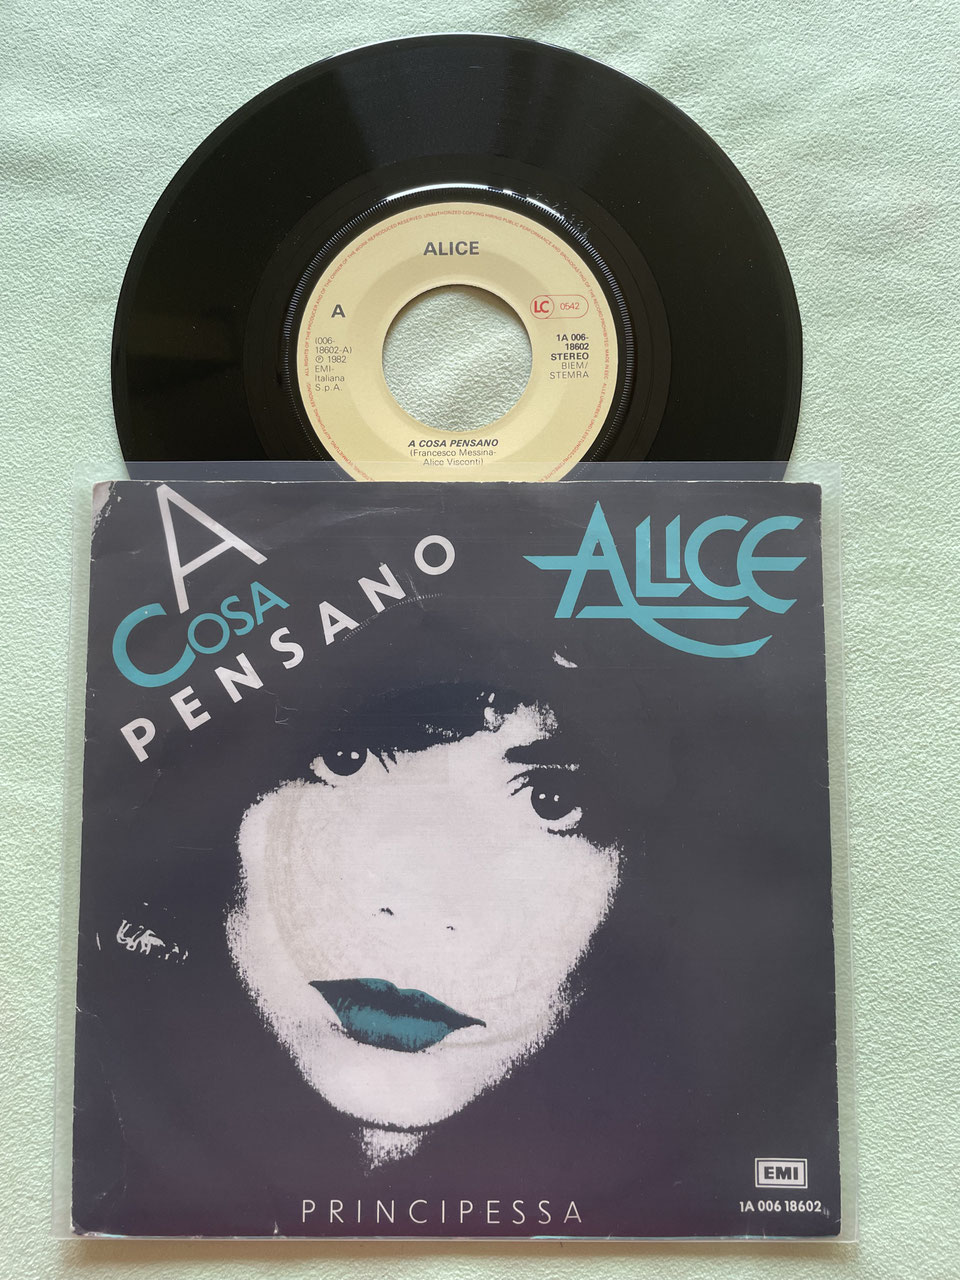 ALICE
A
LC 0542
(006-
18602-A)
℗ 1982
EMI-
Italiana
S.p.A.
1A 006-
18602
STEREO
BIEM/
STEMRA
A COSA PENSANO
(Francesco Messina-
Alice Visconti)
A
COSA
PENSANO
ALICE
EMI
1A 006 18602
PRINCIPESSA